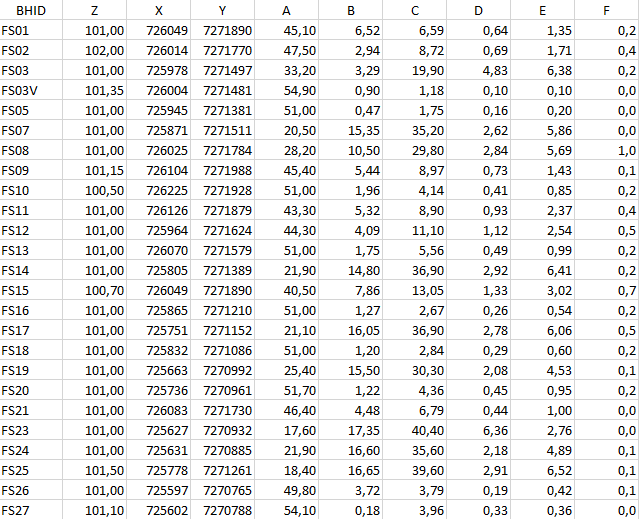 BHID Z X Y A B C D E F
FS01 101,00 726049 7271890 45,10 6,52 6,59 0,64 1,35 0,2
FS02 102,00 726014 7271770 47,50 2,94 8,72 0,69 1,71 0,4
FS03 101,00 725978 7271497 33,20 3,29 19,90 4,83 6,38 0,2
FS03V 101,35 726004 7271481 54,90 0,90 1,18 0,10 0,10 0,0
FS05 101,00 725945 7271381 51,00 0,47 1,75 0,16 0,20 0,0
FS07 101,00 725871 7271511 20,50 15,35 35,20 2,62 5,86 0,0
FS08 101,00 726025 7271784 28,20 10,50 29,80 2,84 5,69 1,0
FS09 101,15 726104 7271988 45,40 5,44 8,97 0,73 1,43 0,1
FS10 100,50 726225 7271928 51,00 1,96 4,14 0,41 0,85 0,2
FS11 101,00 726126 7271879 43,30 5,32 8,90 0,93 2,37 0,4
FS12 101,00 725964 7271624 44,30 4,09 11,10 1,12 2,54 0,5
FS13 101,00 726070 7271579 51,00 1,75 5,56 0,49 0,99 0,2
FS14 101,00 725805 7271389 21,90 14,80 36,90 2,92 6,41 0,2
FS15 100,70 726049 7271890 40,50 7,86 13,05 1,33 3,02 0,7
FS16 101,00 725865 7271210 51,00 1,27 2,67 0,26 0,54 0,2
FS17 101,00 725751 7271152 21,10 16,05 36,90 2,78 6,06 0,5
FS18 101,00 725832 7271086 51,00 1,20 2,84 0,29 0,60 0,2
FS19 101,00 725663 7270992 25,40 15,50 30,30 2,08 4,53 0,1
FS20 101,00 725736 7270961 51,70 1,22 4,36 0,45 0,95 0,2
FS21 101,00 726083 7271730 46,40 4,48 6,79 0,44 1,00 0,0
FS23 101,00 725627 7270932 17,60 17,35 40,40 6,36 2,76 0,0
FS24 101,00 725631 7270885 21,90 16,60 35,60 2,18 4,89 0,1
FS25 101,50 725778 7271261 18,40 16,65 39,60 2,91 6,52 0,1
FS26 101,00 725597 7270765 49,80 3,72 3,79 0,19 0,42 0,1
FS27 101,10 725602 7270788 54,10 0,18 3,96 0,33 0,36 0,0